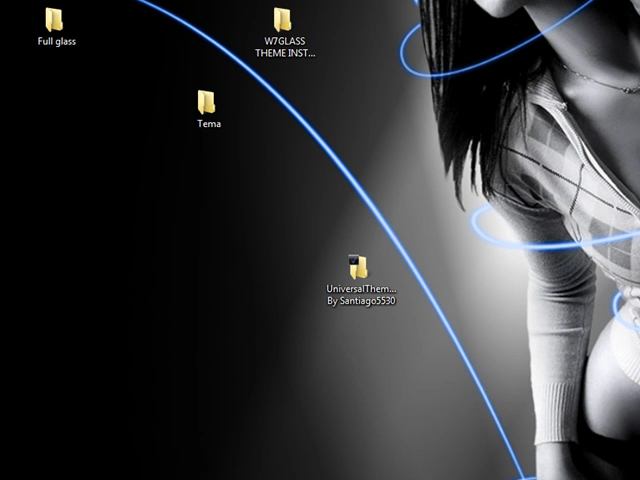 Full glass
W7GLASS
THEME INST...
Tema
UniversalThem...
By Santiago5530